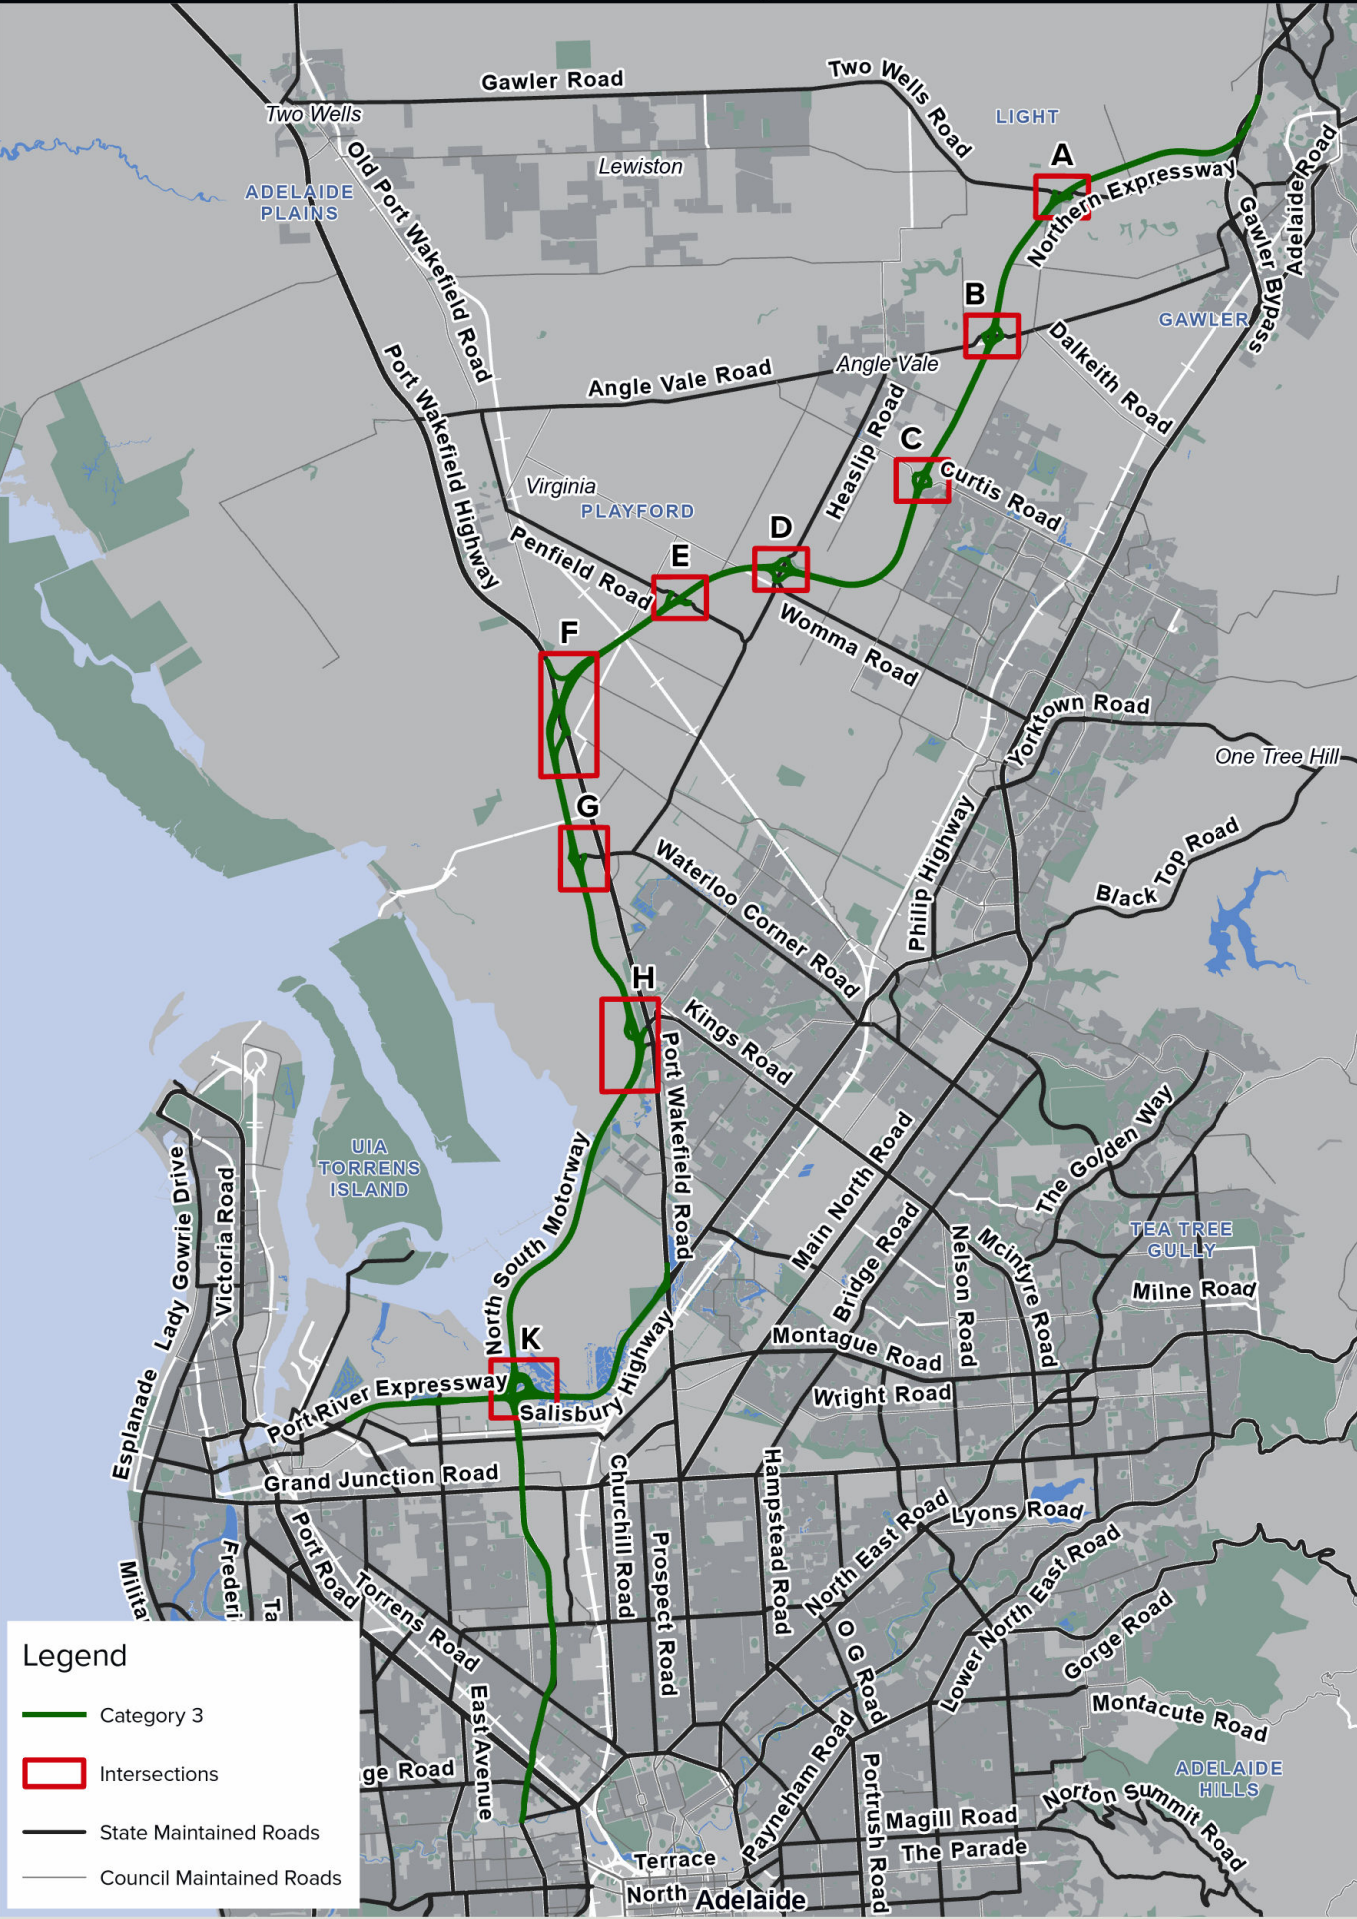 Gawler Road
Two Wells Road
Two Wells
LIGHT
A
Old Port Wakefield Road
Lewiston
Northern Expressway
Adelaide Road
ADELAIDE
PLAINS
Gawler Bypass
B
GAWLER
Port Wakefield Highway
Angle Vale Road
Angle Vale
Dalkeith Road
Heaslip Road
C
Curtis Road
Virginia
PLAYFORD
D
Penfield Road
E
Womma Road
F
Yorktown Road
One Tree Hill
G
Waterloo Corner Road
Philip Highway
Black Top Road
H
Kings Road
Port Wakefield Road
UIA
TORRENS
ISLAND
Lady Gowrie Drive
Victoria Road
North South Motorway
Main North Road
Bridge Road
The Golden Way
Nelson Road
McIntyre Road
TEA TREE
GULLY
Milne Road
K
Montague Road
Port River Expressway
Salisbury Highway
Wright Road
Esplanade
Grand Junction Road
Churchill Road
Hampstead Road
Prospect Road
North East Road
Lyons Road
Lower North East Road
Port Road
Torrens Road
Frederi
Milita
Ta
O G Road
Gorge Road
Montacute Road
East Avenue
ge Road
Payneham Road
Portrush Road
ADELAIDE
HILLS
Magill Road
The Parade
Norton Summit Road
Terrace
North
Adelaide
Legend
Category 3
Intersections
State Maintained Roads
Council Maintained Roads